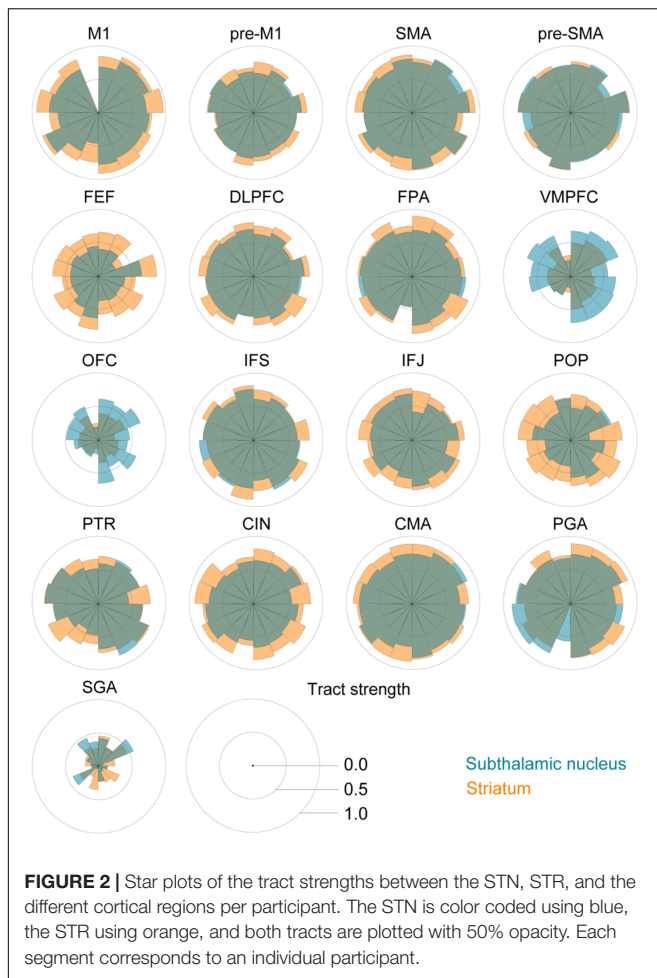 M1 pre-M1 SMA pre-SMA
FEF DLPFC FPA VMPFC
OFC IFS IFJ POP
PTR CIN CMA PGA
SGA Tract strength
0.0
0.5
1.0
Subthalamic nucleus
Striatum
FIGURE 2 | Star plots of the tract strengths between the STN, STR, and the
different cortical regions per participant. The STN is color coded using blue,
the STR using orange, and both tracts are plotted with 50% opacity. Each
segment corresponds to an individual participant.